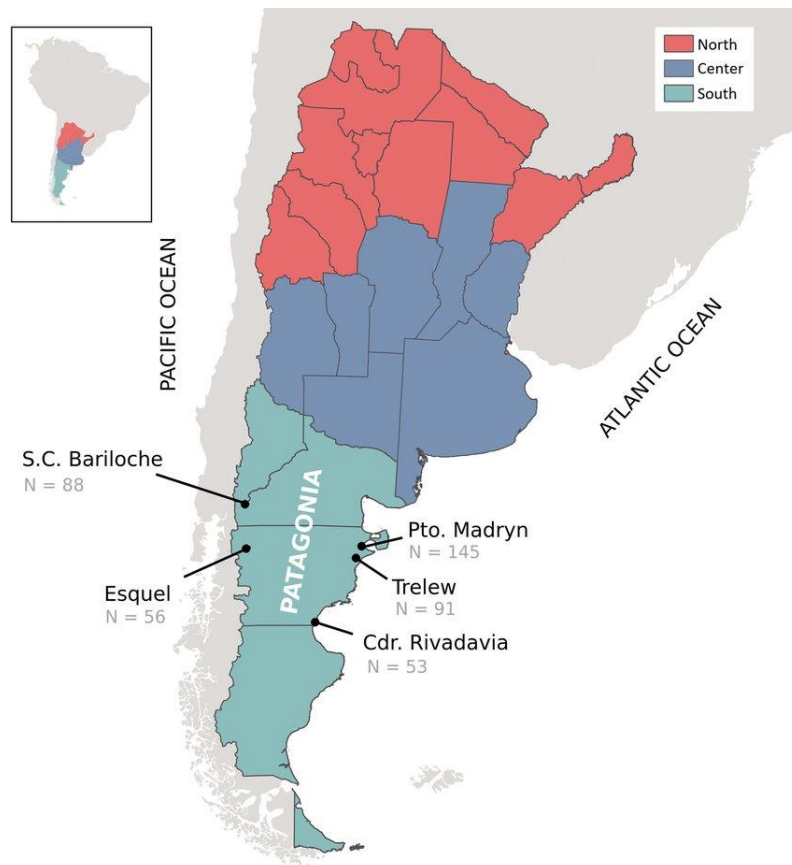 North
Center
South
PACIFIC OCEAN
ATLANTIC OCEAN
S.C. Bariloche
N = 88
PATAGONIA
Pto. Madryn
N = 145
Esquel
N = 56
Trelew
N = 91
Cdr. Rivadavia
N = 53